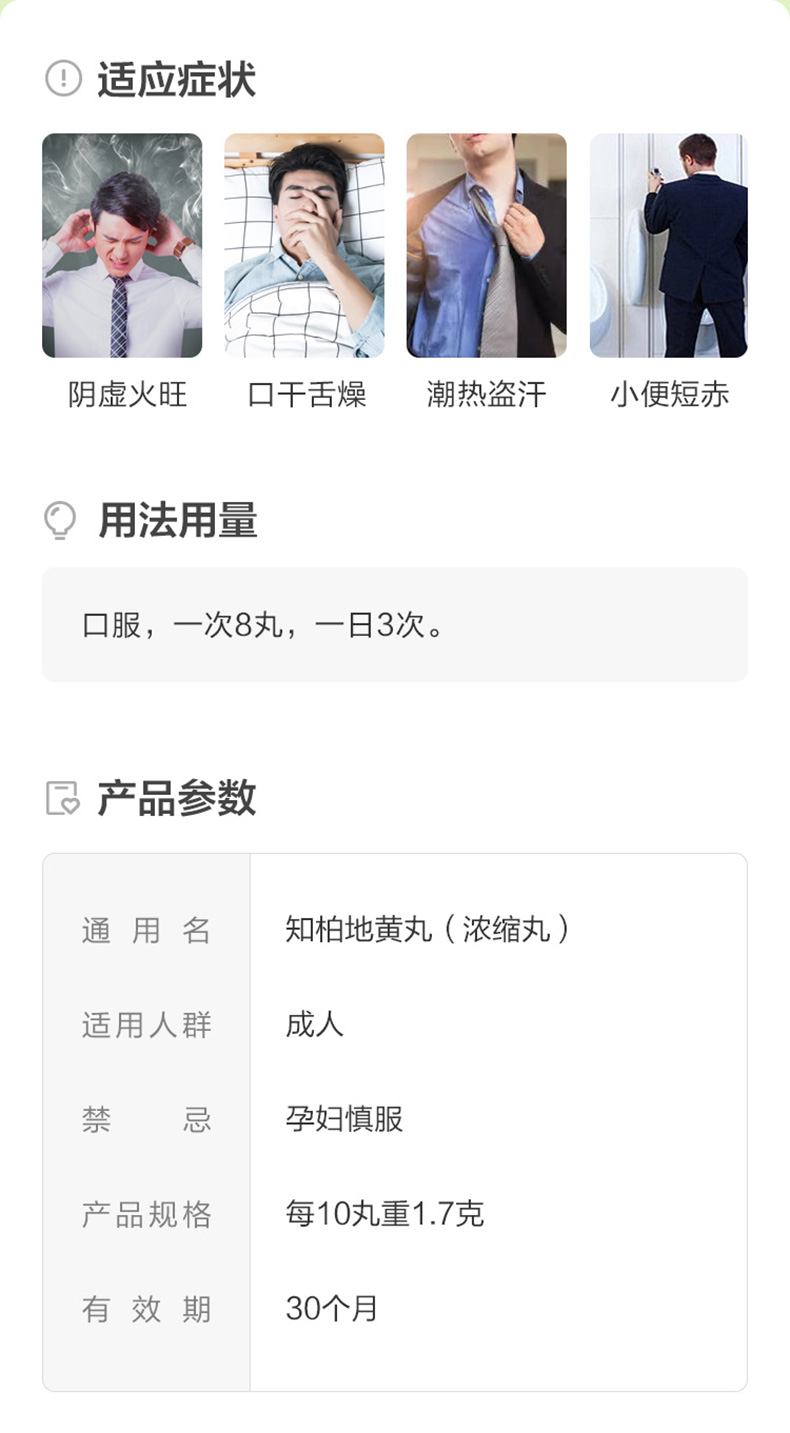 适应症状
阴虚火旺 口干舌燥 潮热盗汗 小便短赤
用法用量
口服，一次8丸，一日3次。
产品参数
通用名 知柏地黄丸（浓缩丸）
适用人群 成人
禁忌 孕妇慎服
产品规格 每10丸重1.7克
有效期 30个月